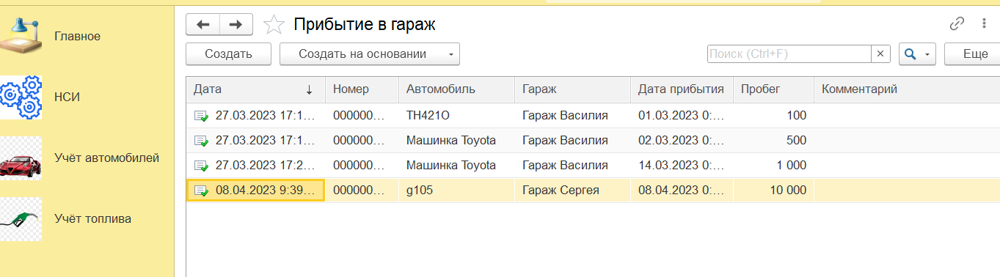 Главное
НСИ
Учёт автомобилей
Учёт топлива
Прибытие в гараж
Создать Создать на основании Поиск (Ctrl+F) × Еще
Дата ↓ Номер Автомобиль Гараж Дата прибытия Пробег Комментарий
27.03.2023 17:1... 000000... ТН421О Гараж Василия 01.03.2023 0:... 100
27.03.2023 17:1... 000000... Машинка Toyota Гараж Василия 02.03.2023 0:... 500
27.03.2023 17:2... 000000... Машинка Toyota Гараж Василия 14.03.2023 0:... 1 000
08.04.2023 9:39... 000000... g105 Гараж Сергея 08.04.2023 0:... 10 000